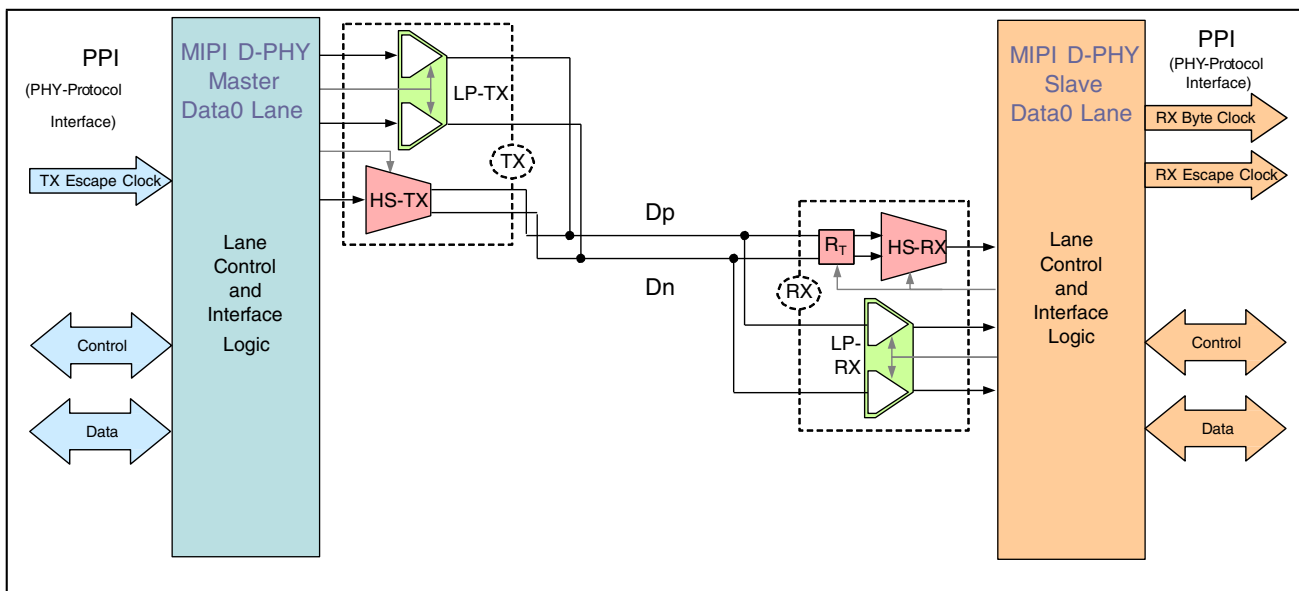 PPI
(PHY-Protocol
Interface)
TX Escape Clock
Control
Data
MIPI D-PHY
Master
Data0 Lane
Lane
Control
and
Interface
Logic
LP-TX
TX
HS-TX
Dp
Dn
RT
HS-RX
RX
LP-
RX
MIPI D-PHY
Slave
Data0 Lane
Lane
Control
and
Interface
Logic
PPI
(PHY-Protocol
Interface)
RX Byte Clock
RX Escape Clock
Control
Data